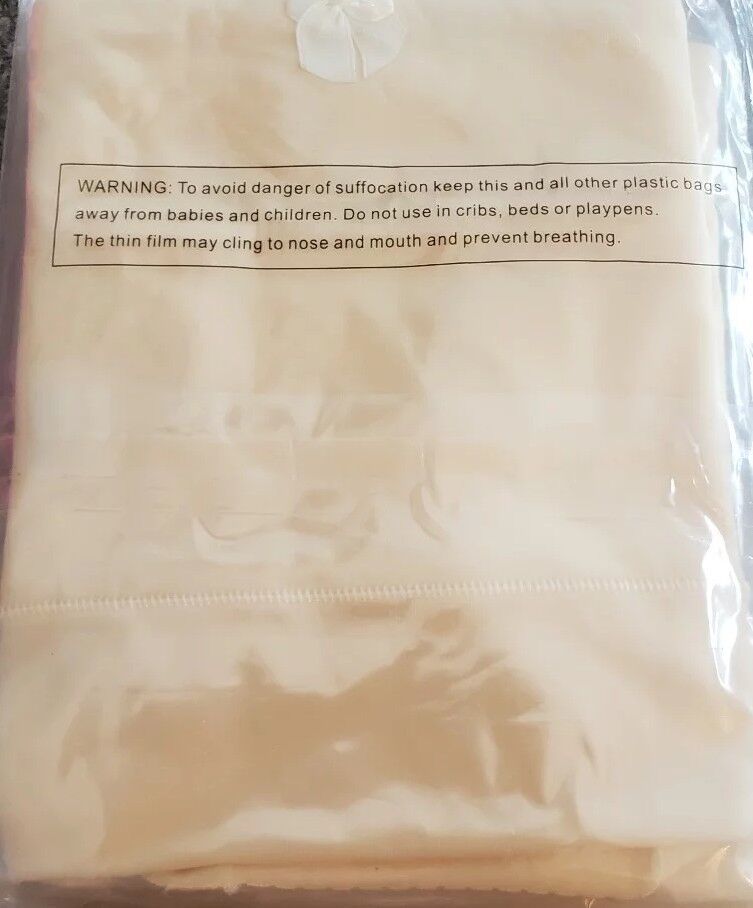 WARNING: To avoid danger of suffocation keep this and all other plastic bags
away from babies and children. Do not use in cribs, beds or playpens.
The thin film may cling to nose and mouth and prevent breathing.